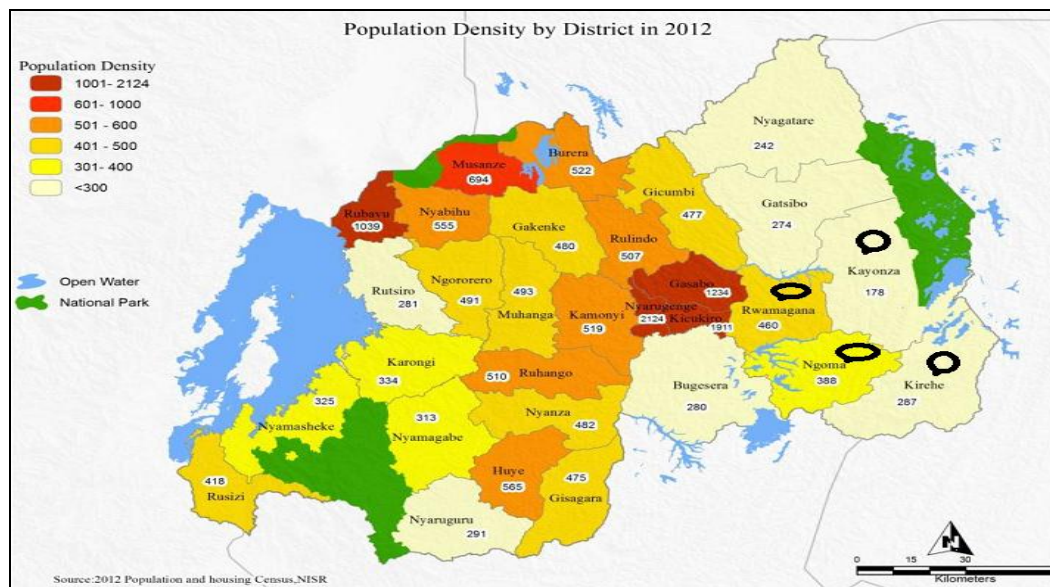 Population Density by District in 2012
Population Density
1001- 2124
601- 1000
501- 600
401 - 500
301- 400
<300
Open Water
National Park
Nyagatare
242
Burera
522
Musanze
694
Gicumbi
477
Gatsibo
274
Rubavu
1039
Nyabihu
555
Gakenke
480
Rulindo
507
Kayonza
178
Rutsiro
281
Ngororero
491
493
Muhanga
Kamonyi
519
Gasabo
1234
Nyarugenge
2124
Kicukiro
1911
Rwamagana
460
Karongi
334
510
Ruhango
Bugesera
280
Ngoma
388
Kirehe
287
325
Nyamasheke
313
Nyamagabe
Nyanza
482
418
Rusizi
Huye
565
475
Gisagara
Nyaruguru
291
N
0 15 30
Kilometers
Source:2012 Population and housing Census,NISR